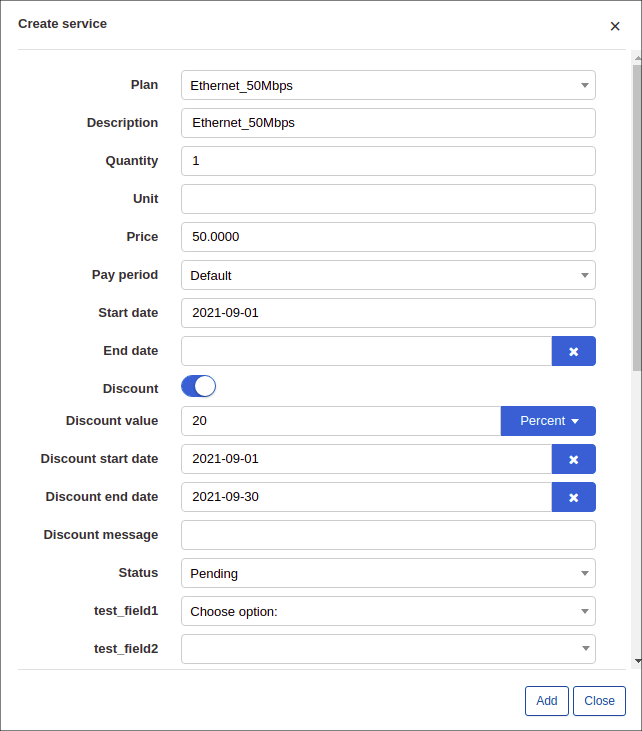 Create service
×
Plan Ethernet_50Mbps
Description Ethernet_50Mbps
Quantity 1
Unit
Price 50.0000
Pay period Default
Start date 2021-09-01
End date
Discount
Discount value 20 Percent
Discount start date 2021-09-01
Discount end date 2021-09-30
Discount message
Status Pending
test_field1 Choose option:
test_field2
Add Close